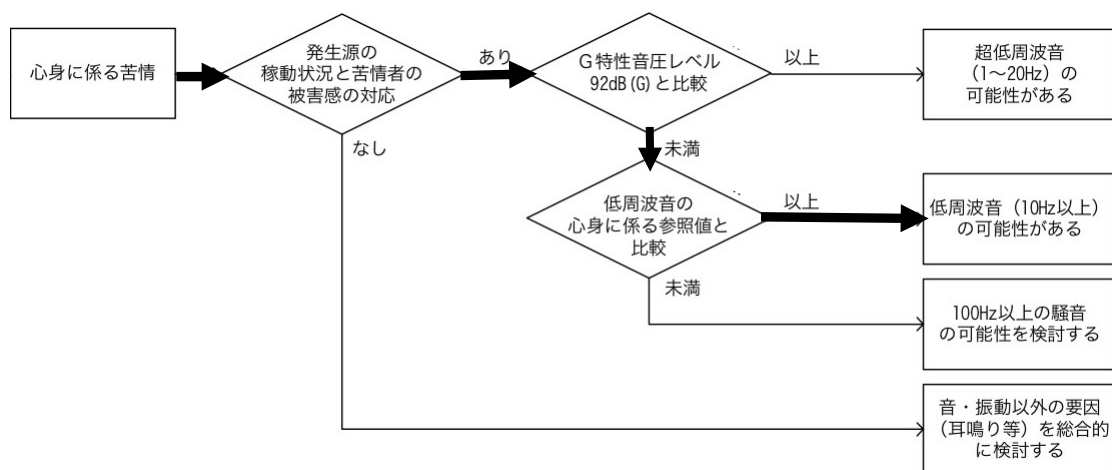 心身に係る苦情
発生源の
稼動状況と苦情者の
被害感の対応
あり
なし
G特性音圧レベル
92dB(G)と比較
以上
未満
超低周波音
(1~20Hz)の
可能性がある
低周波音の
心身に係る参照値と
比較
以上
未満
低周波音(10Hz以上)
の可能性がある
100Hz以上の騒音
の可能性を検討する
音・振動以外の要因
(耳鳴り等)を総合的
に検討する